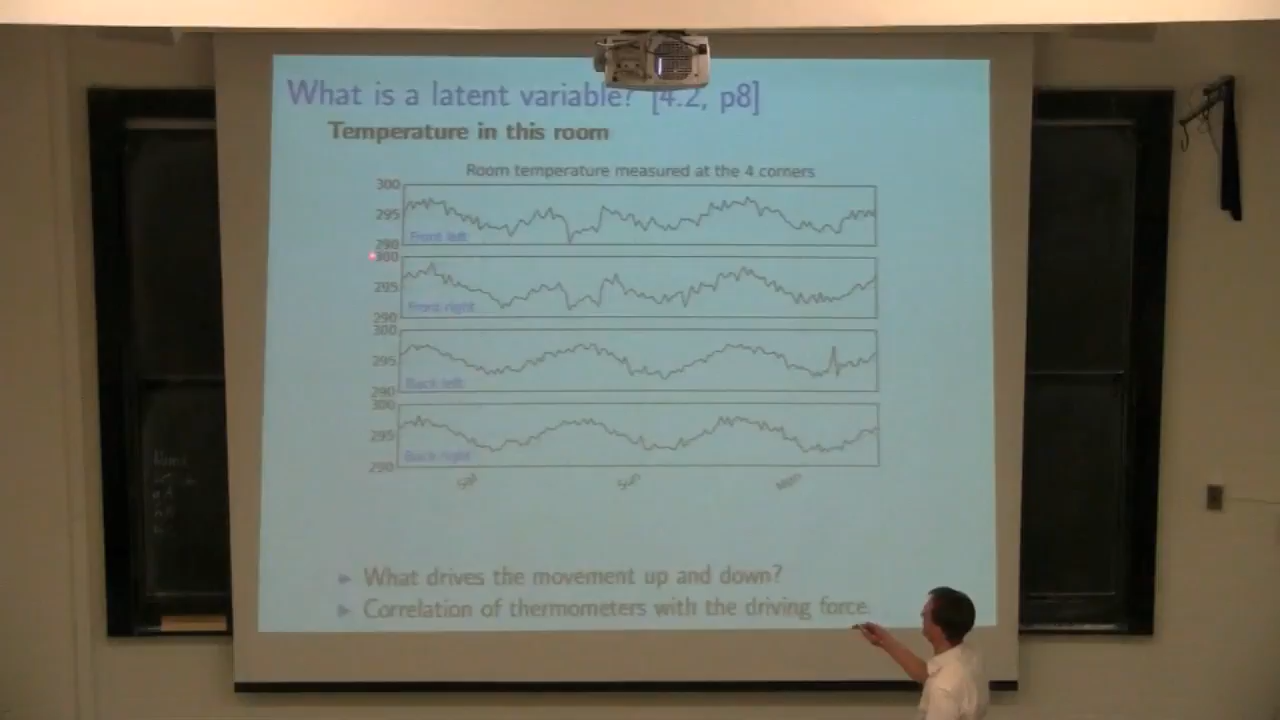 What is a latent variable? [4.2, p8]
Temperature in this room
Room temperature measured at the 4 corners
300
295
290
Front left
300
295
290
Front right
300
295
290
Back left
300
295
290
Back right
Sat
Sun
Mon
► What drives the movement up and down?
► Correlation of thermometers with the driving force